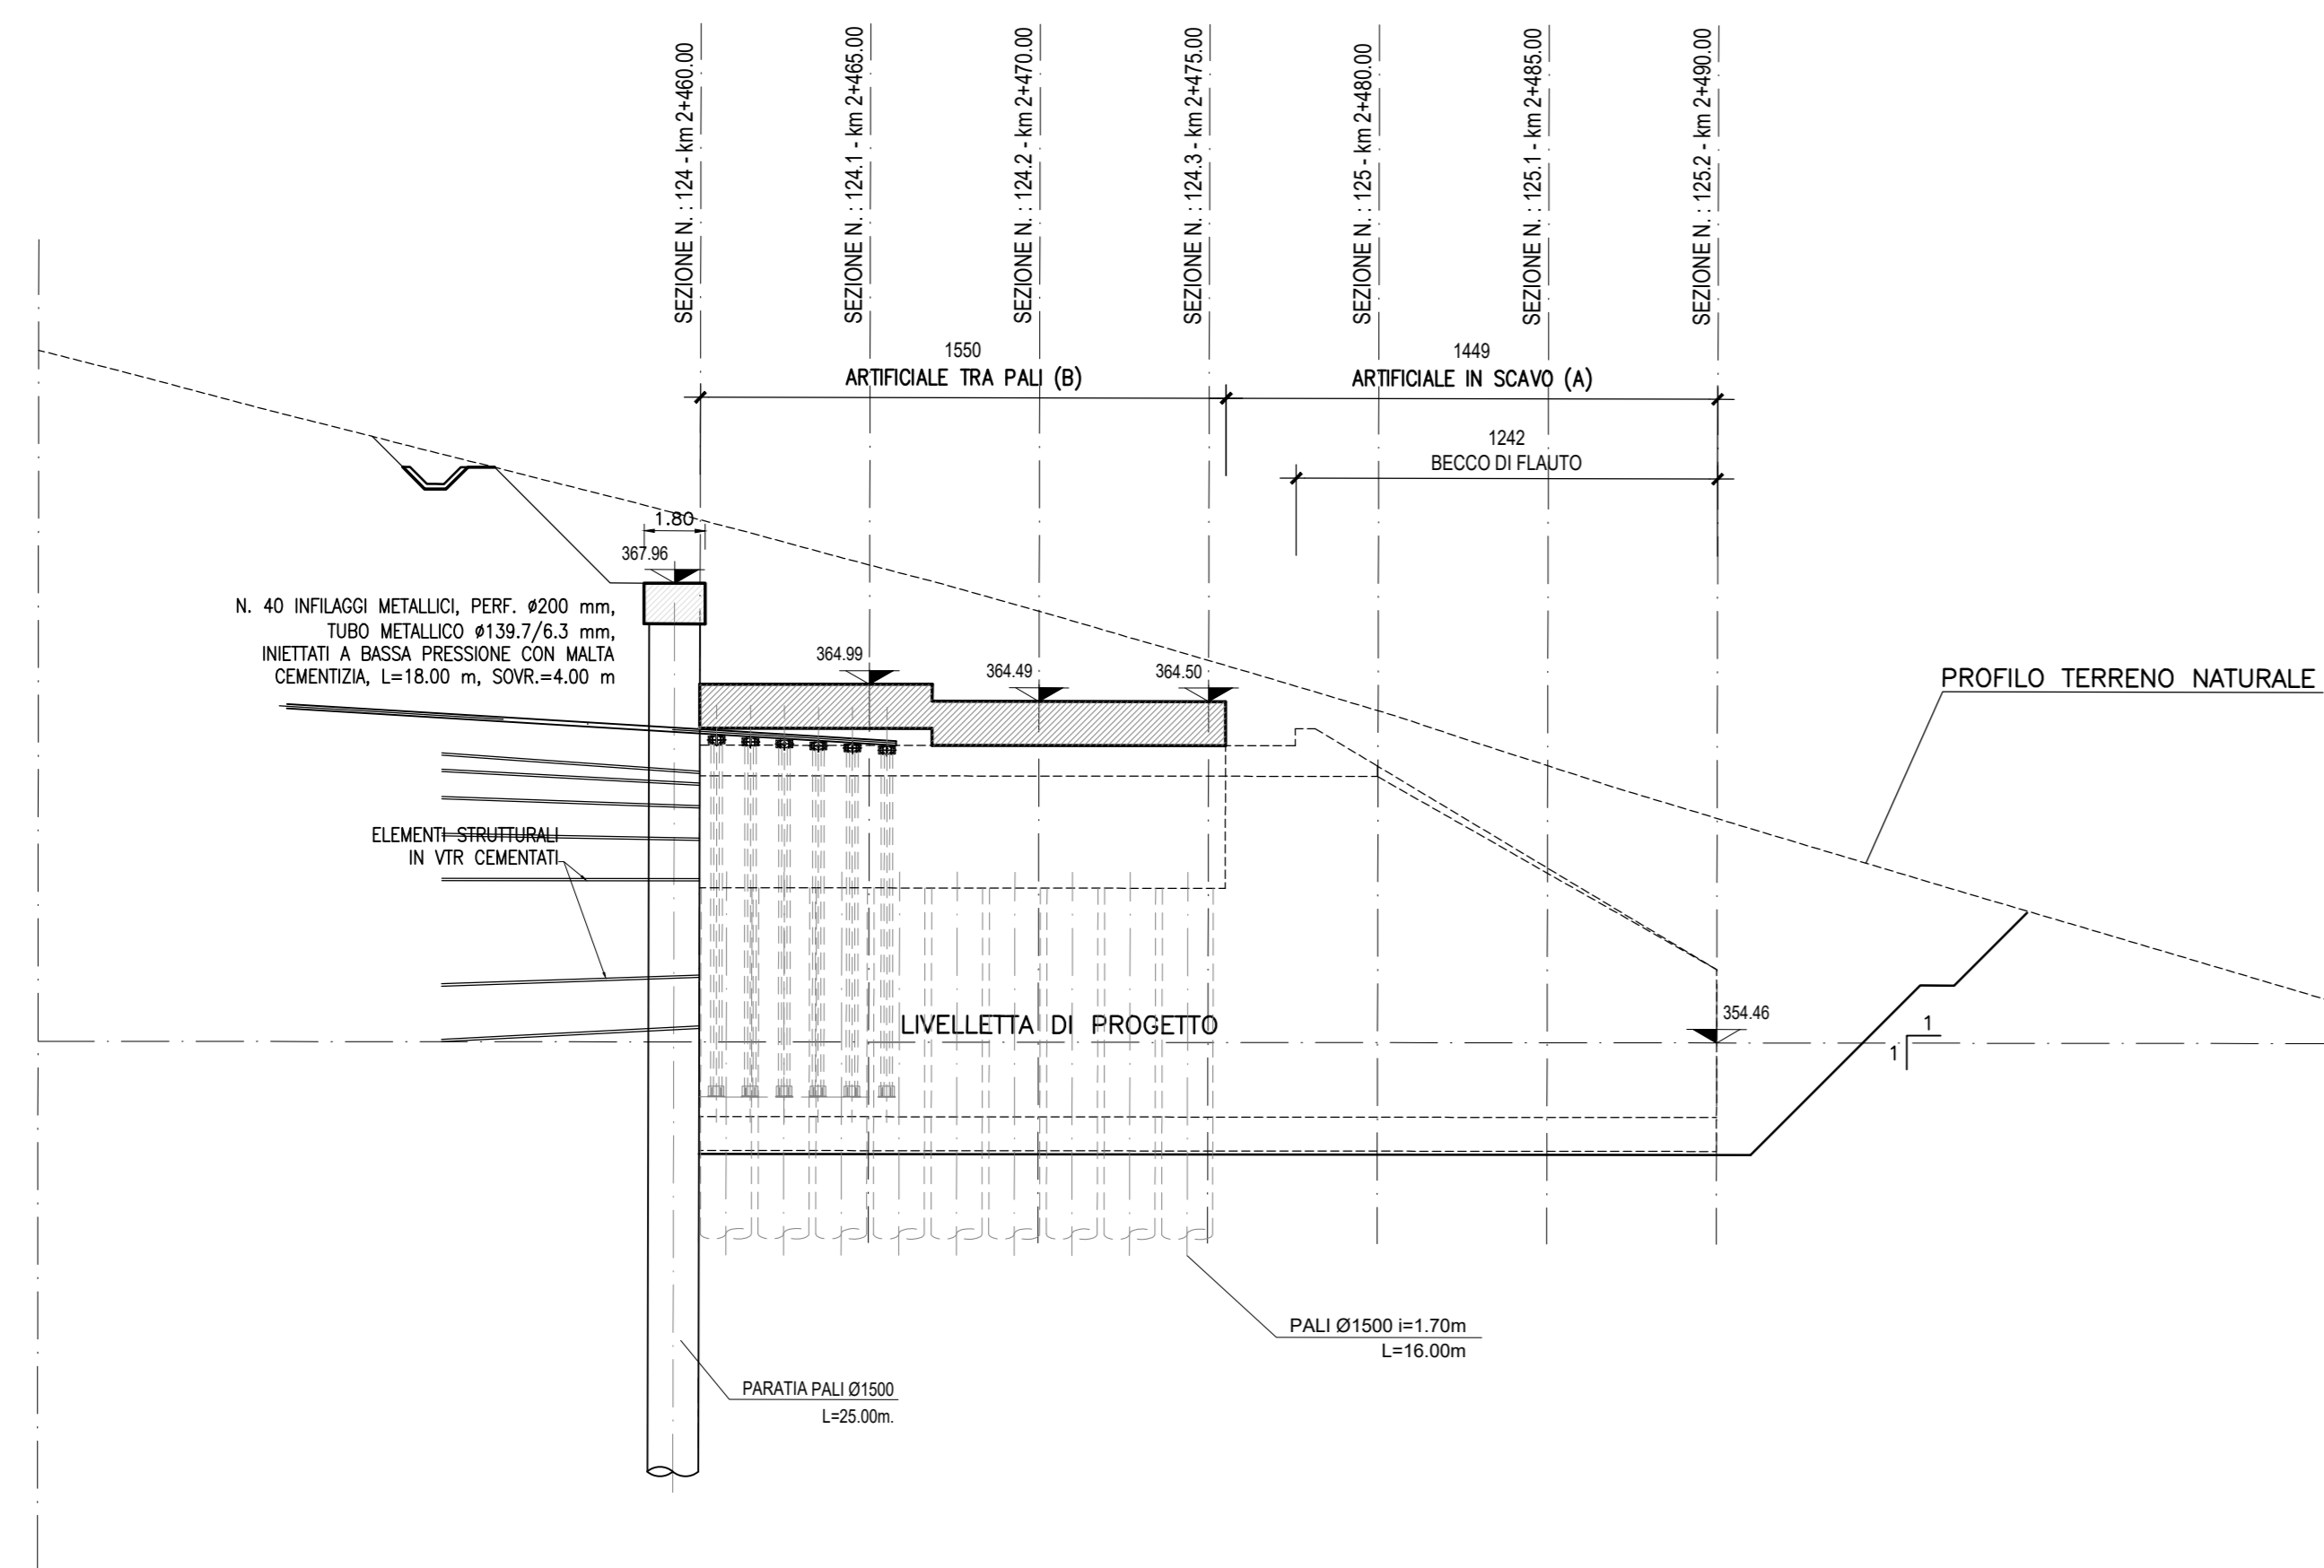 SEZIONE N. : 124 - km 2+460.00
SEZIONE N. : 124.1 - km 2+465.00
SEZIONE N. : 124.2 - km 2+470.00
SEZIONE N. : 124.3 - km 2+475.00
SEZIONE N. : 125 - km 2+480.00
SEZIONE N. : 125.1 - km 2+485.00
SEZIONE N. : 125.2 - km 2+490.00
1550
ARTIFICIALE TRA PALI (B)
1449
ARTIFICIALE IN SCAVO (A)
1242
BECCO DI FLAUTO
1.80
367.96
N. 40 INFILAGGI METALLICI, PERF. ø200 mm,
TUBO METALLICO ø139.7/6.3 mm,
INIETTATI A BASSA PRESSIONE CON MALTA
CEMENTIZIA, L=18.00 m, SOVR.=4.00 m
364.99
364.49
364.50
PROFILO TERRENO NATURALE
ELEMENTI STRUTTURALI
IN VTR CEMENTATI
LIVELLETTA DI PROGETTO
354.46
1
1
PALI Ø1500 i=1.70m
L=16.00m
PARATIA PALI Ø1500
L=25.00m.